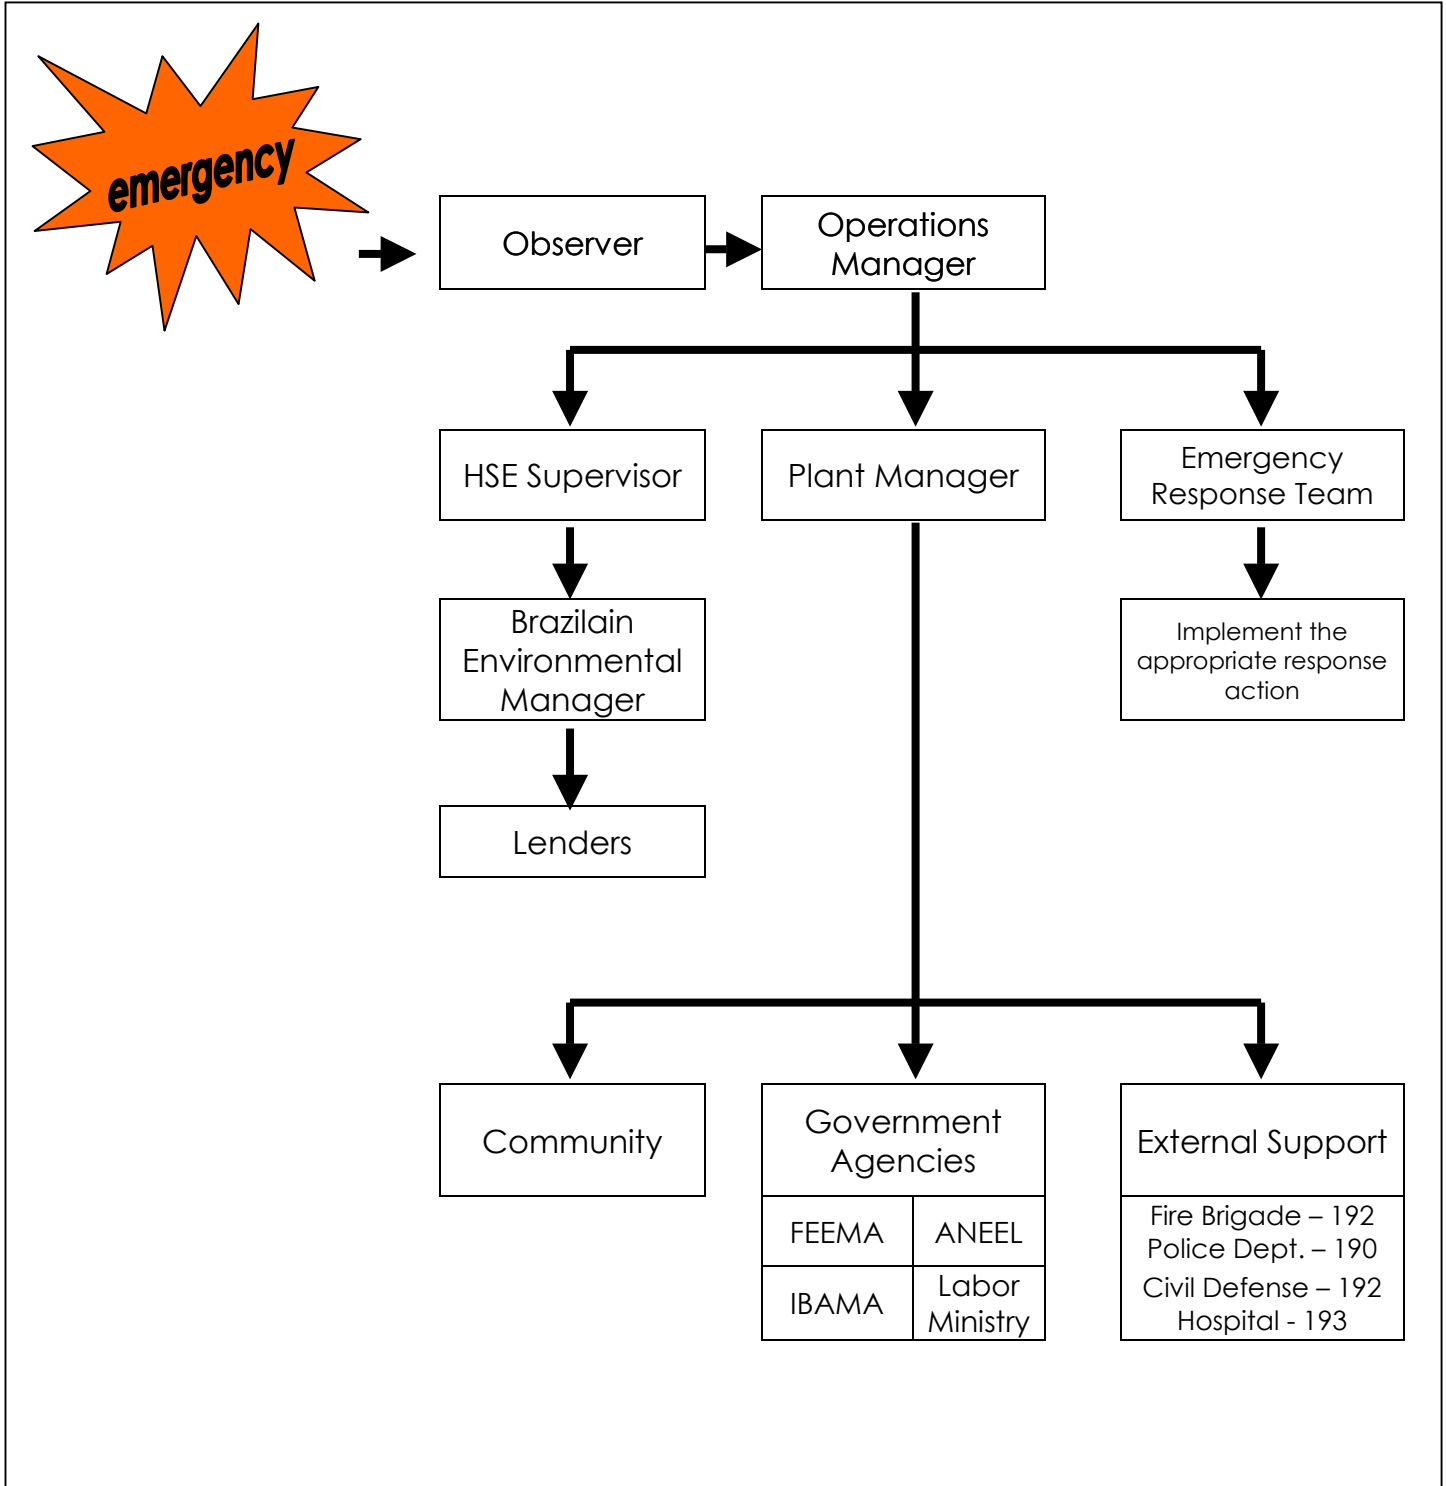 emergency
Observer
Operations
Manager
HSE Supervisor
Plant Manager
Emergency
Response Team
Brazilain
Environmental
Manager
Implement the
appropriate response
action
Lenders
Community
Government
Agencies
External Support
FEEMA
ANEEL
IBAMA
Labor
Ministry
Fire Brigade – 192
Police Dept. – 190
Civil Defense – 192
Hospital - 193